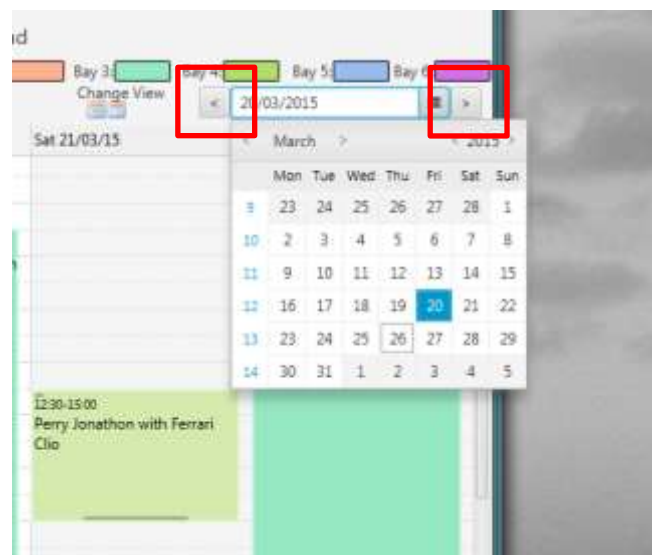 nd
Bay 3: Bay 4: Bay 5: Bay 6:
Change View < 20/03/2015 >
Sat 21/03/15
< March > < 2015 >
Mon Tue Wed Thu Fri Sat Sun
9 23 24 25 26 27 28 1
10 2 3 4 5 6 7 8
11 9 10 11 12 13 14 15
12 16 17 18 19 20 21 22
13 23 24 25 26 27 28 29
14 30 31 1 2 3 4 5
12:30-15:00
Perry Jonathon with Ferrari
Clio